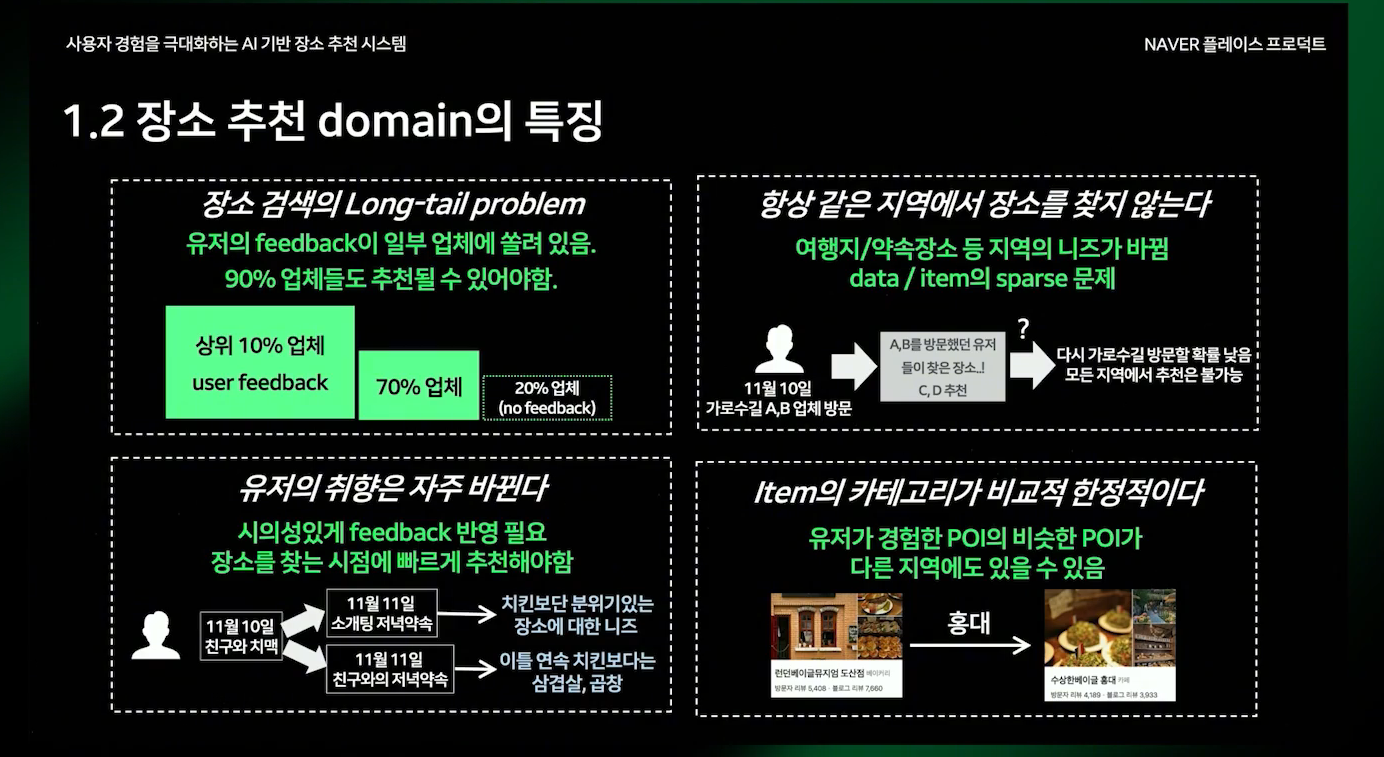 사용자 경험을 극대화하는 AI 기반 장소 추천 시스템
NAVER 플레이스 프로덕트
1.2 장소 추천 domain의 특징
장소 검색의 Long-tail problem
유저의 feedback이 일부 업체에 쏠려 있음.
90% 업체들도 추천될 수 있어야함.
상위 10% 업체
user feedback
70% 업체
20% 업체
(no feedback)
항상 같은 지역에서 장소를 찾지 않는다
여행지/약속장소 등 지역의 니즈가 바뀜
data / item의 sparse 문제
11월 10일
가로수길 A,B 업체 방문
A,B를 방문했던 유저
들이 찾은 장소..!
C, D 추천
?
다시 가로수길 방문할 확률 낮음
모든 지역에서 추천은 불가능
유저의 취향은 자주 바뀐다
시의성있게 feedback 반영 필요
장소를 찾는 시점에 빠르게 추천해야함
11월 10일
친구와 치맥
11월 11일
소개팅 저녁약속
치킨보단 분위기있는
장소에 대한 니즈
11월 11일
친구와의 저녁약속
이틀 연속 치킨보다는
삼겹살, 곱창
Item의 카테고리가 비교적 한정적이다
유저가 경험한 POI의 비슷한 POI가
다른 지역에도 있을 수 있음
런던베이글뮤지엄 도산점 베이커리
방문자 리뷰 5,408 · 블로그 리뷰 7,660
홍대
수상한베이글 홍대 카페
방문자 리뷰 4,189 · 블로그 리뷰 3,933